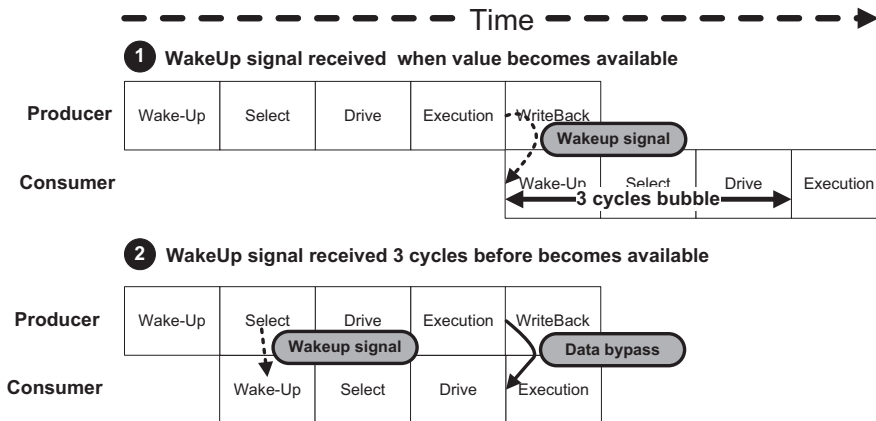 Time
1 WakeUp signal received when value becomes available
Producer Wake-Up Select Drive Execution WriteBack
Wakeup signal
Consumer Wake-Up Select Drive Execution
3 cycles bubble
2 WakeUp signal received 3 cycles before becomes available
Producer Wake-Up Select Drive Execution WriteBack
Wakeup signal Data bypass
Consumer Wake-Up Select Drive Execution